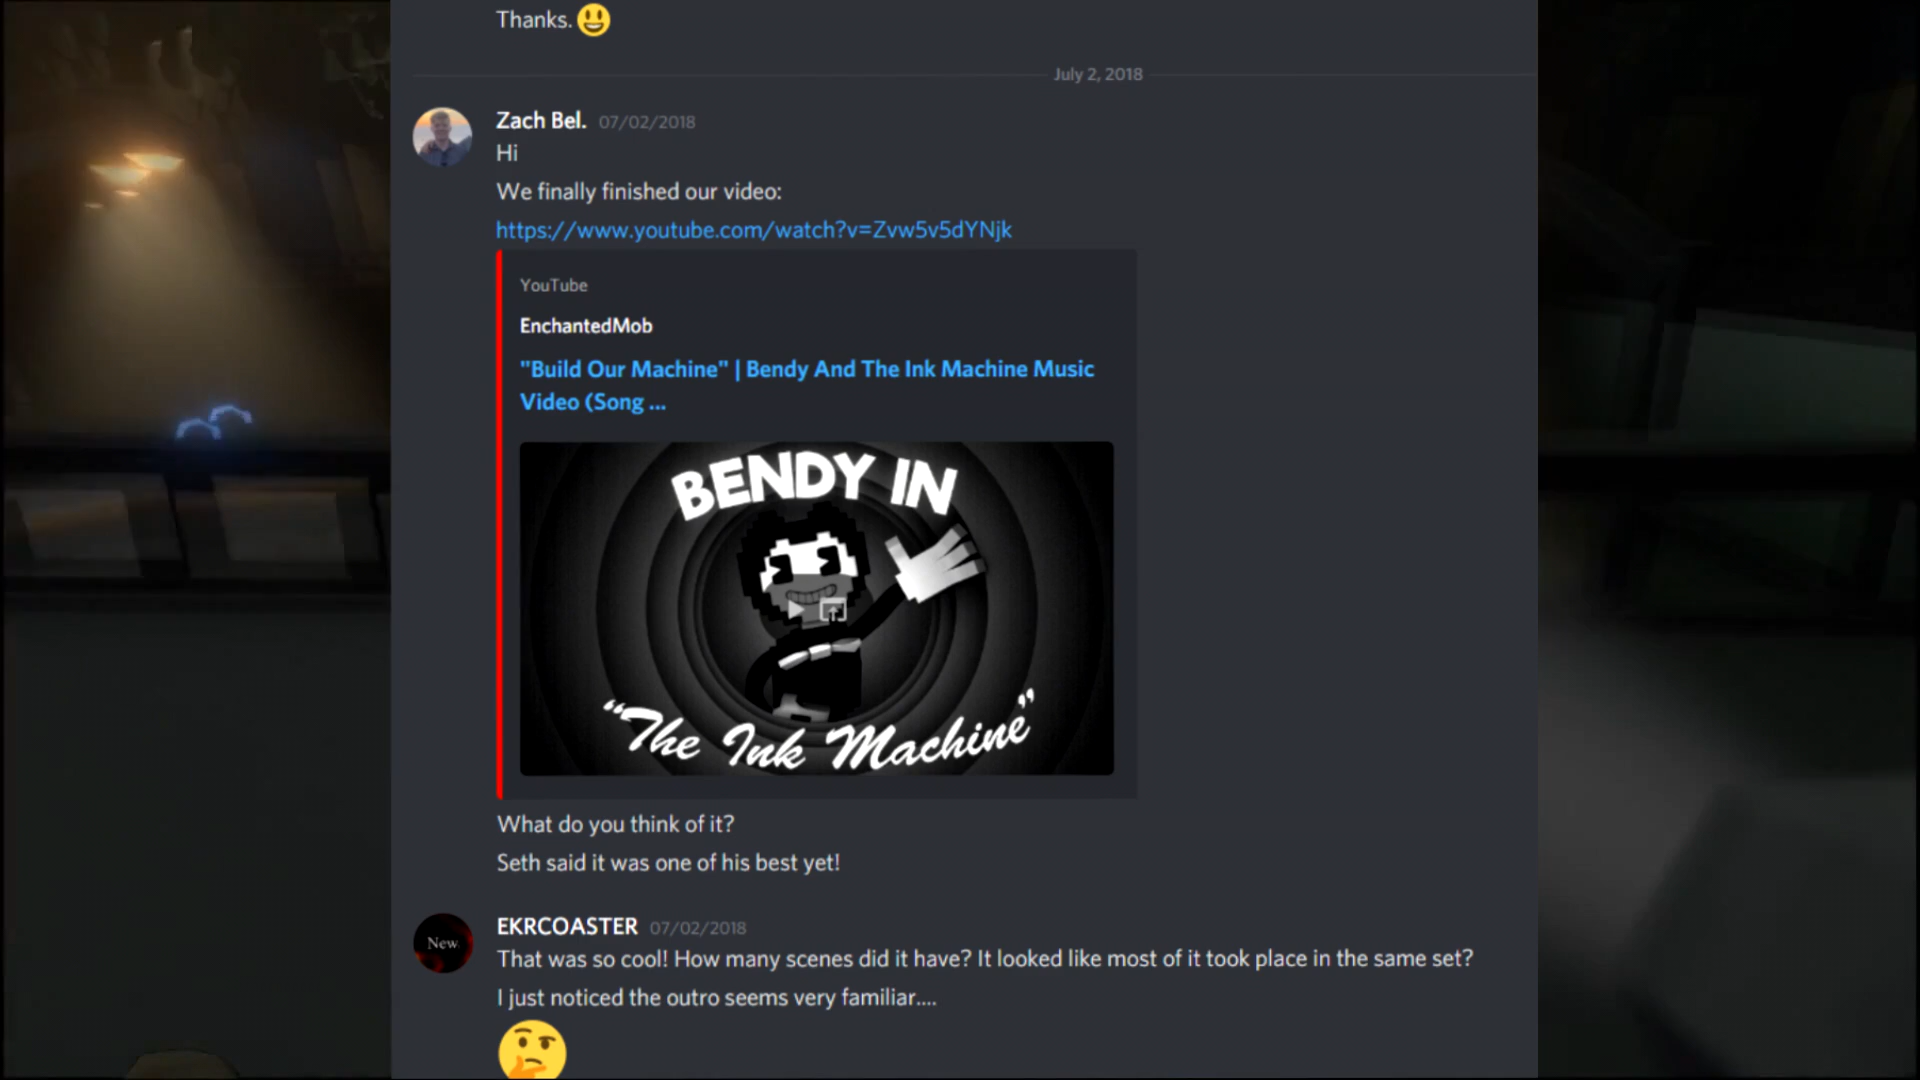 Thanks.
July 2, 2018
Zach Bel. 07/02/2018
Hi
We finally finished our video:
https://www.youtube.com/watch?v=Zvw5v5dYNjk
YouTube
EnchantedMob
"Build Our Machine" | Bendy And The Ink Machine Music
Video (Song ...
BENDY IN
"The Ink Machine"
What do you think of it?
Seth said it was one of his best yet!
EKRCOASTER 07/02/2018
New
That was so cool! How many scenes did it have? It looked like most of it took place in the same set?
I just noticed the outro seems very familiar....